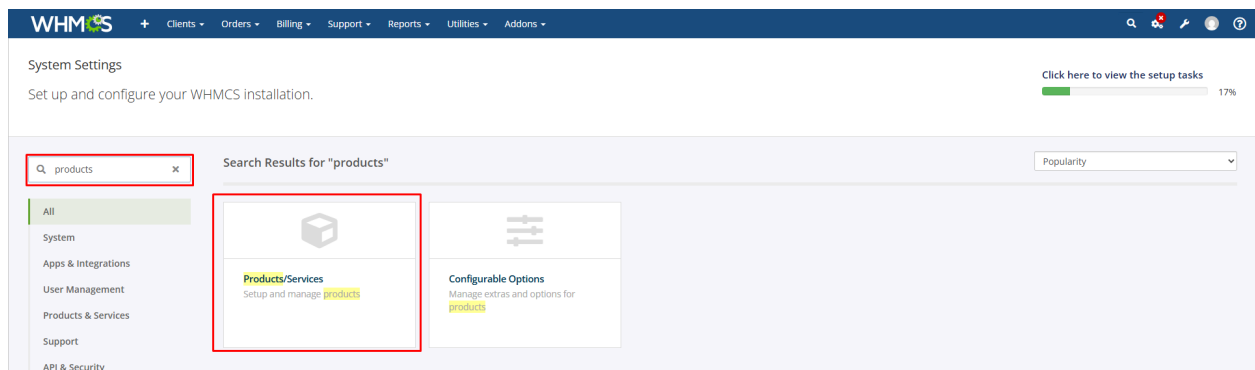 WHMCS + Clients Orders Billing Support Reports Utilities Addons
System Settings
Set up and configure your WHMCS installation.
Click here to view the setup tasks
17%
products
Search Results for "products"
Popularity
All
System
Apps & Integrations
User Management
Products & Services
Support
API & Security
Products/Services
Setup and manage products
Configurable Options
Manage extras and options for
products